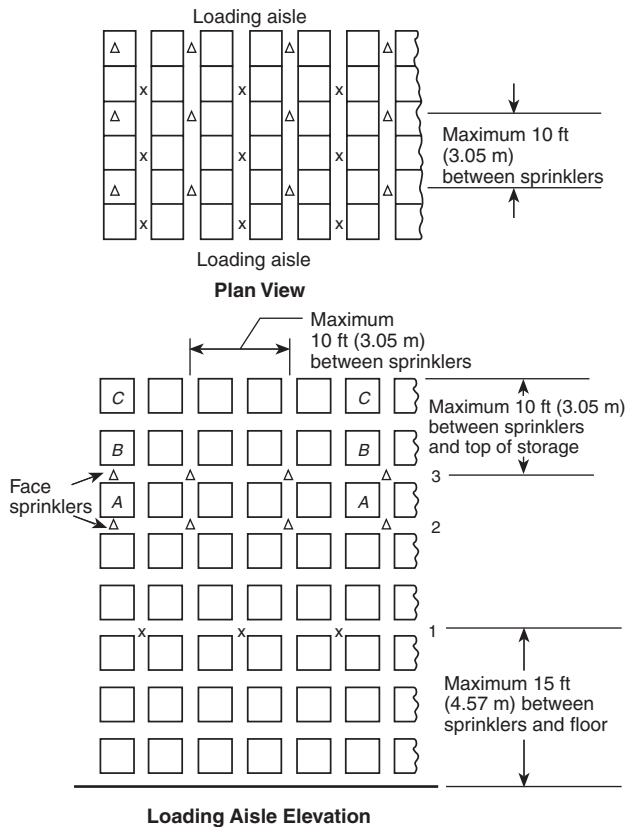 Loading aisle
△ △ △ △
x x x
△ △ △ △
x x x
△ △ △ △
x x x
Maximum 10 ft
(3.05 m)
between sprinklers
Loading aisle
Plan View
Maximum
10 ft (3.05 m)
between sprinklers
C C
B B
Maximum 10 ft (3.05 m)
between sprinklers
and top of storage
Face
sprinklers
△ △ △ △ 3
A A
△ △ △ △ 2
x x x 1
Maximum 15 ft
(4.57 m) between
sprinklers and floor
Loading Aisle Elevation